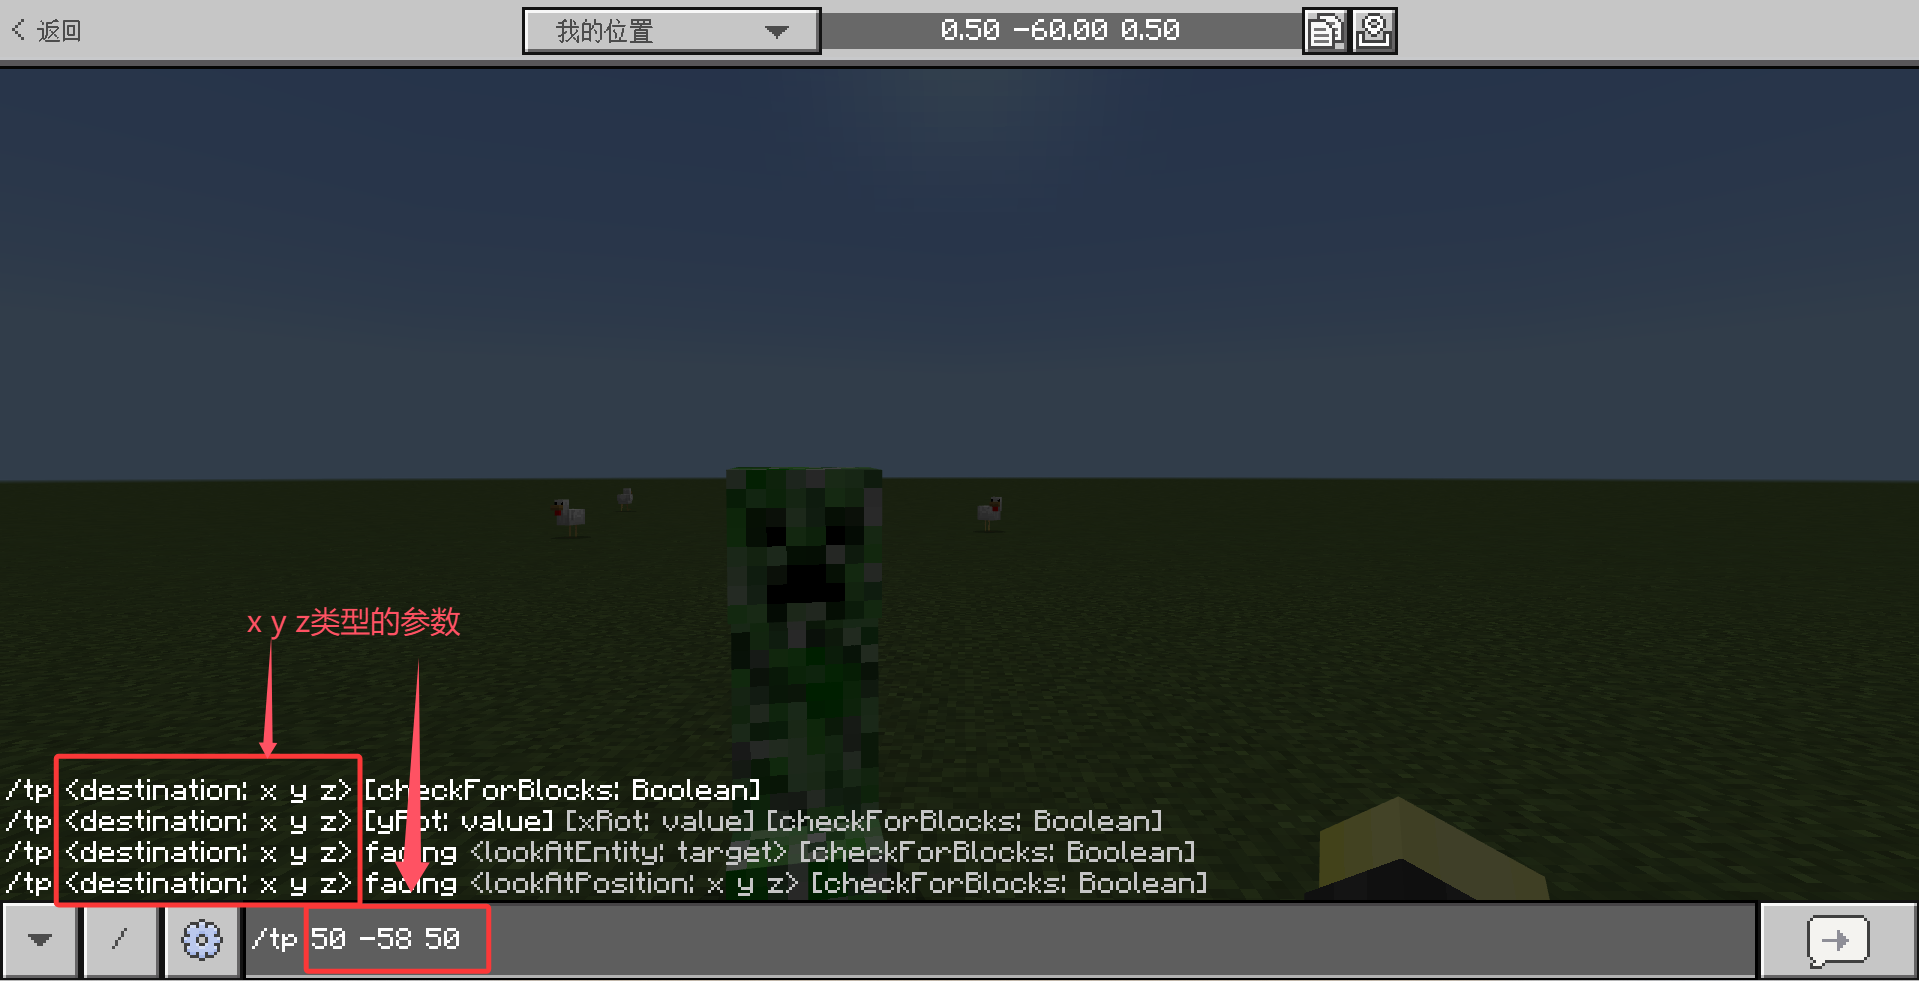 返回
我的位置
0.50 -60.00 0.50
x y z类型的参数
/tp <destination: x y z> [checkForBlocks: Boolean]
/tp <destination: x y z> [yRot: value] [xRot: value] [checkForBlocks: Boolean]
/tp <destination: x y z> facing <lookAtEntity: target> [checkForBlocks: Boolean]
/tp <destination: x y z> facing <lookAtPosition: x y z> [checkForBlocks: Boolean]
/
/tp 50 -58 50